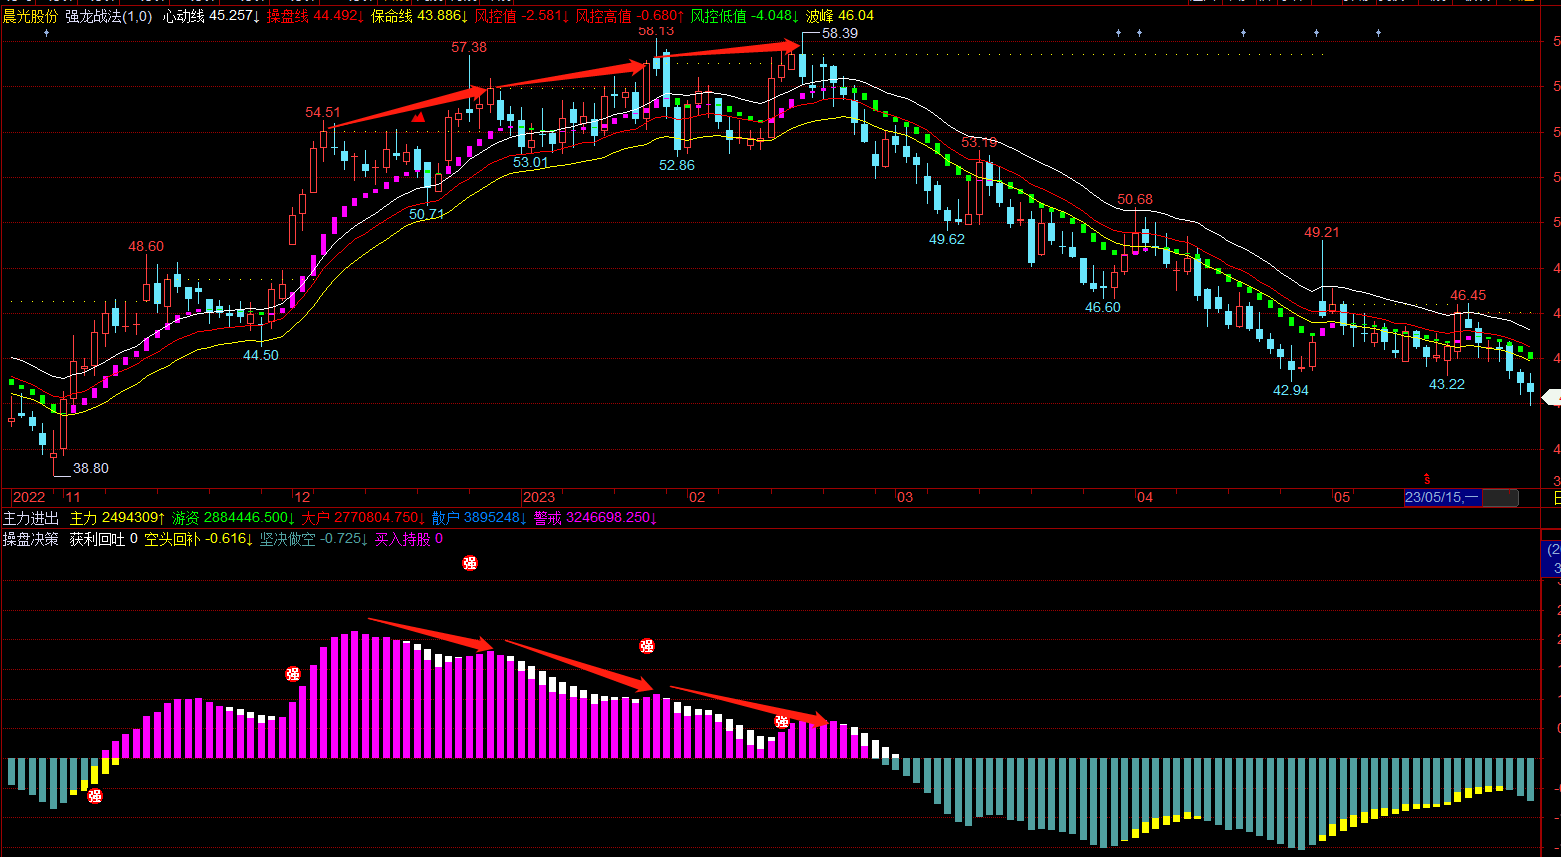 晨光股份 强龙战法(1,0) 心动线 45.257↓ 操盘线 44.492↓ 保命线 43.886↓ 风控值 -2.581↓ 风控高值 -0.680↑ 风控低值 -4.048↓ 波峰 46.04
58.39
58.13
57.38
54.51
53.19
53.01
52.86
50.71
50.68
49.62
49.21
48.60
46.60
46.45
44.50
43.22
42.94
38.80
2022 11 12 2023 02 03 04 05 23/05/15,一
主力进出 主力 2494309↑ 游资 2884446.500↓ 大户 2770804.750↓ 散户 3895248↓ 警戒 3246698.250↓
操盘决策 获利回吐 0 空头回补 -0.616↓ 坚决做空 -0.725↓ 买入持股 0
强
强
强
强
强